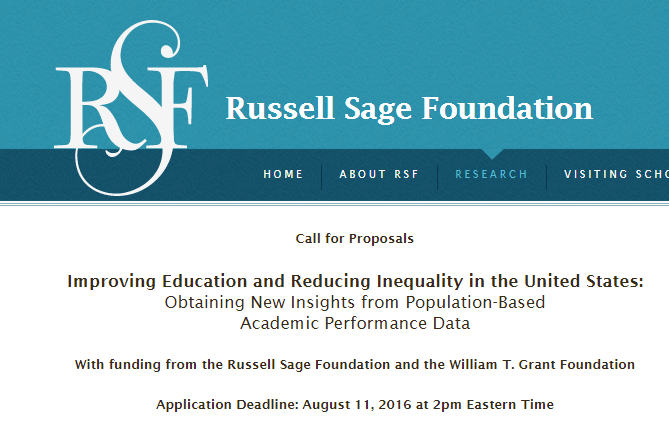 RSF
Russell Sage Foundation
HOME
ABOUT RSF
RESEARCH
VISITING
Call for Proposals
Improving Education and Reducing Inequality in the United States:
Obtaining New Insights from Population-Based
Academic Performance Data
With funding from the Russell Sage Foundation and the William T. Grant Foundation
Application Deadline: August 11, 2016 at 2pm Eastern Time